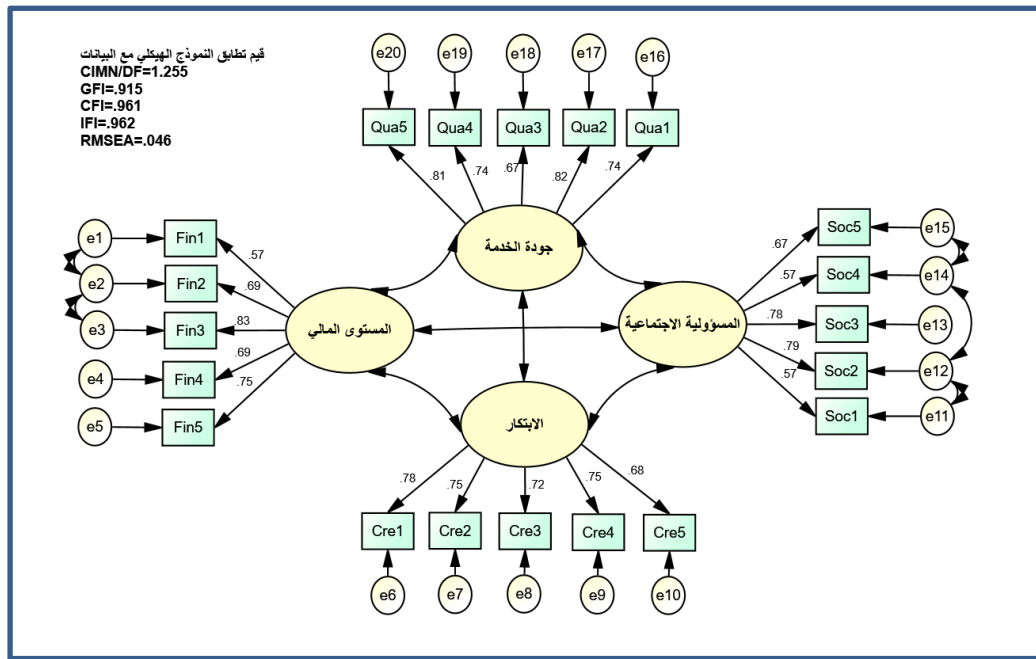 قيم تطابق النموذج الهيكلي مع البيانات
CIMN/DF=1.255
GFI=.915
CFI=.961
IFI=.962
RMSEA=.046
e20 e19 e18 e17 e16
Qua5 Qua4 Qua3 Qua2 Qua1
.81 .74 .67 .82 .74
جودة الخدمة
e1 Fin1 .57
e2 Fin2 .69
e3 Fin3 .83
e4 Fin4 .69
e5 Fin5 .75
المستوى المالي
المسؤولية الاجتماعية
.67 Soc5 e15
.57 Soc4 e14
.78 Soc3 e13
.79 Soc2 e12
.57 Soc1 e11
الابتكار
.78 .75 .72 .75 .68
Cre1 Cre2 Cre3 Cre4 Cre5
e6 e7 e8 e9 e10